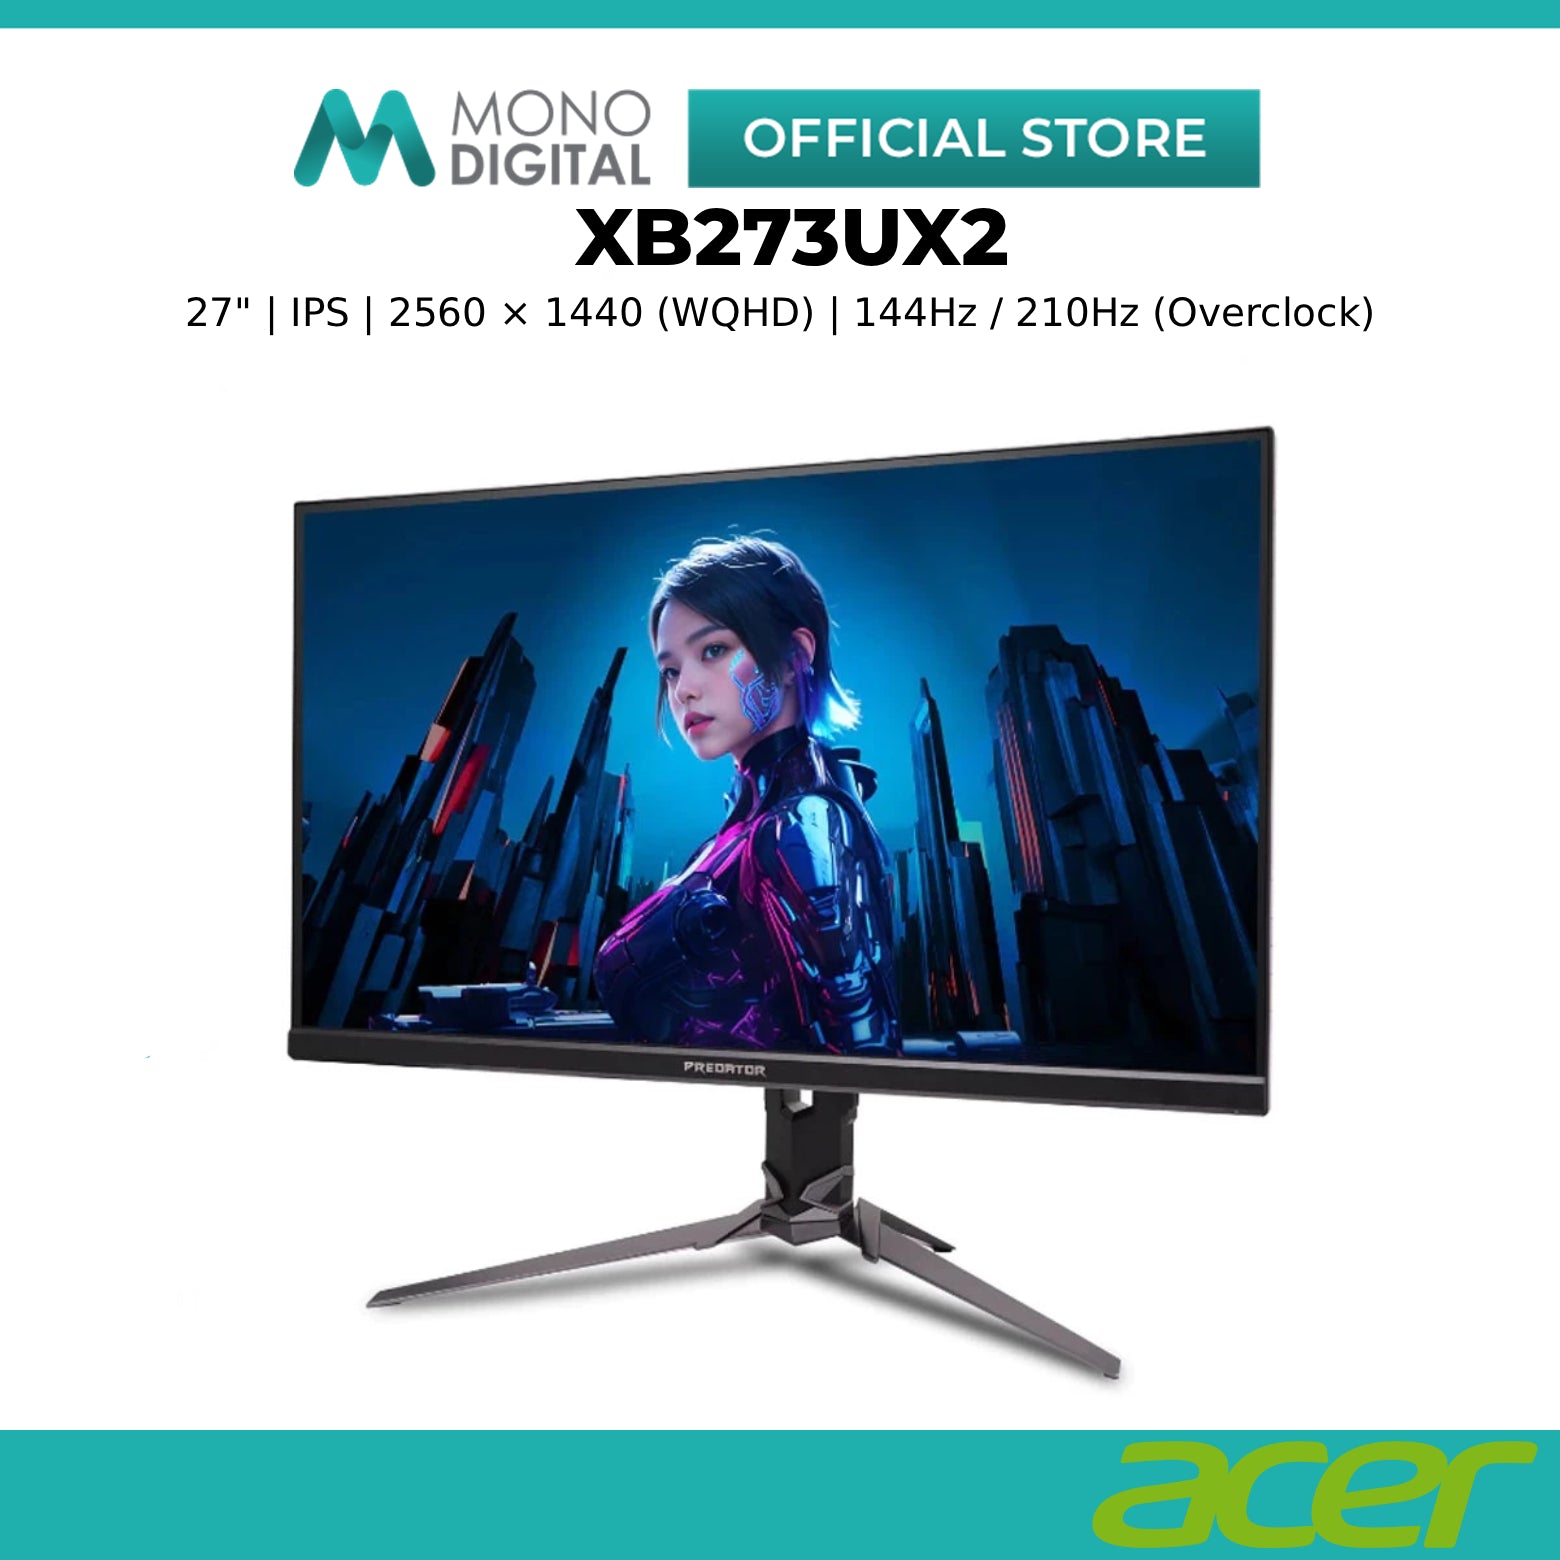 MONO
DIGITAL
OFFICIAL STORE
XB273UX2
27" | IPS | 2560 × 1440 (WQHD) | 144Hz / 210Hz (Overclock)
PREDATOR
acer